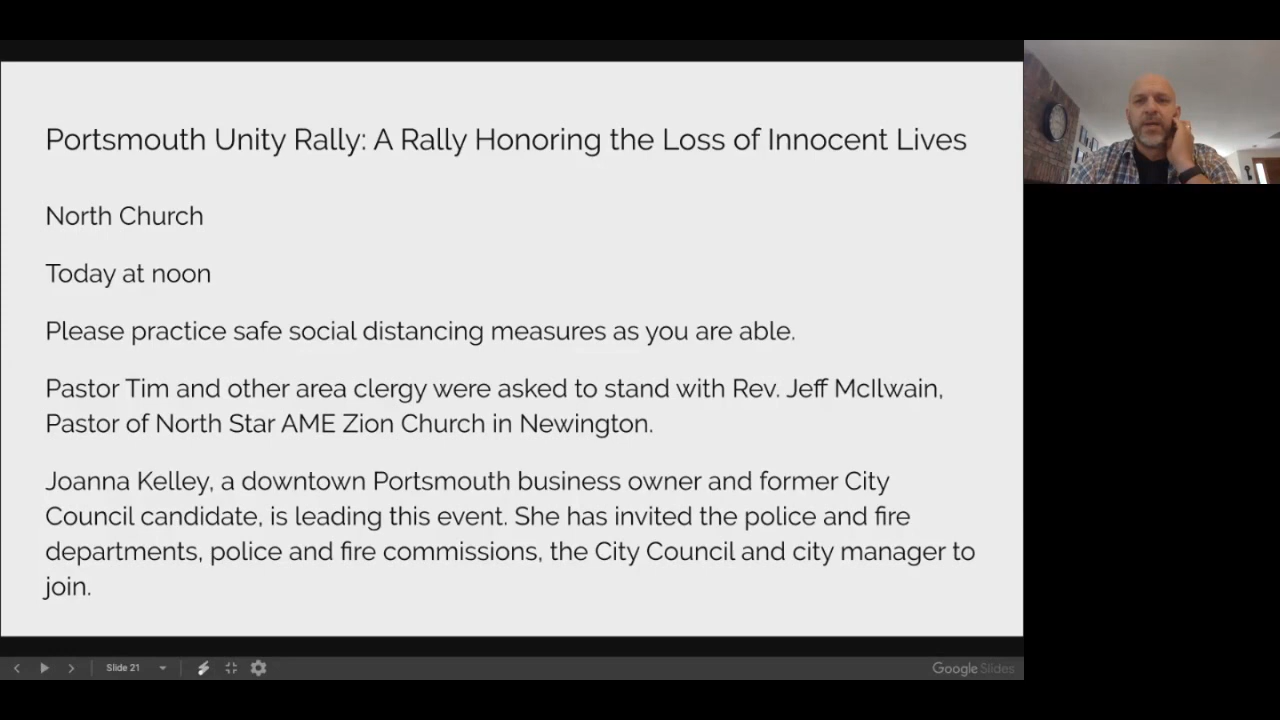 Portsmouth Unity Rally: A Rally Honoring the Loss of Innocent Lives
North Church
Today at noon
Please practice safe social distancing measures as you are able.
Pastor Tim and other area clergy were asked to stand with Rev. Jeff McIlwain,
Pastor of North Star AME Zion Church in Newington.
Joanna Kelley, a downtown Portsmouth business owner and former City
Council candidate, is leading this event. She has invited the police and fire
departments, police and fire commissions, the City Council and city manager to
join.
Slide 21
Google Slides